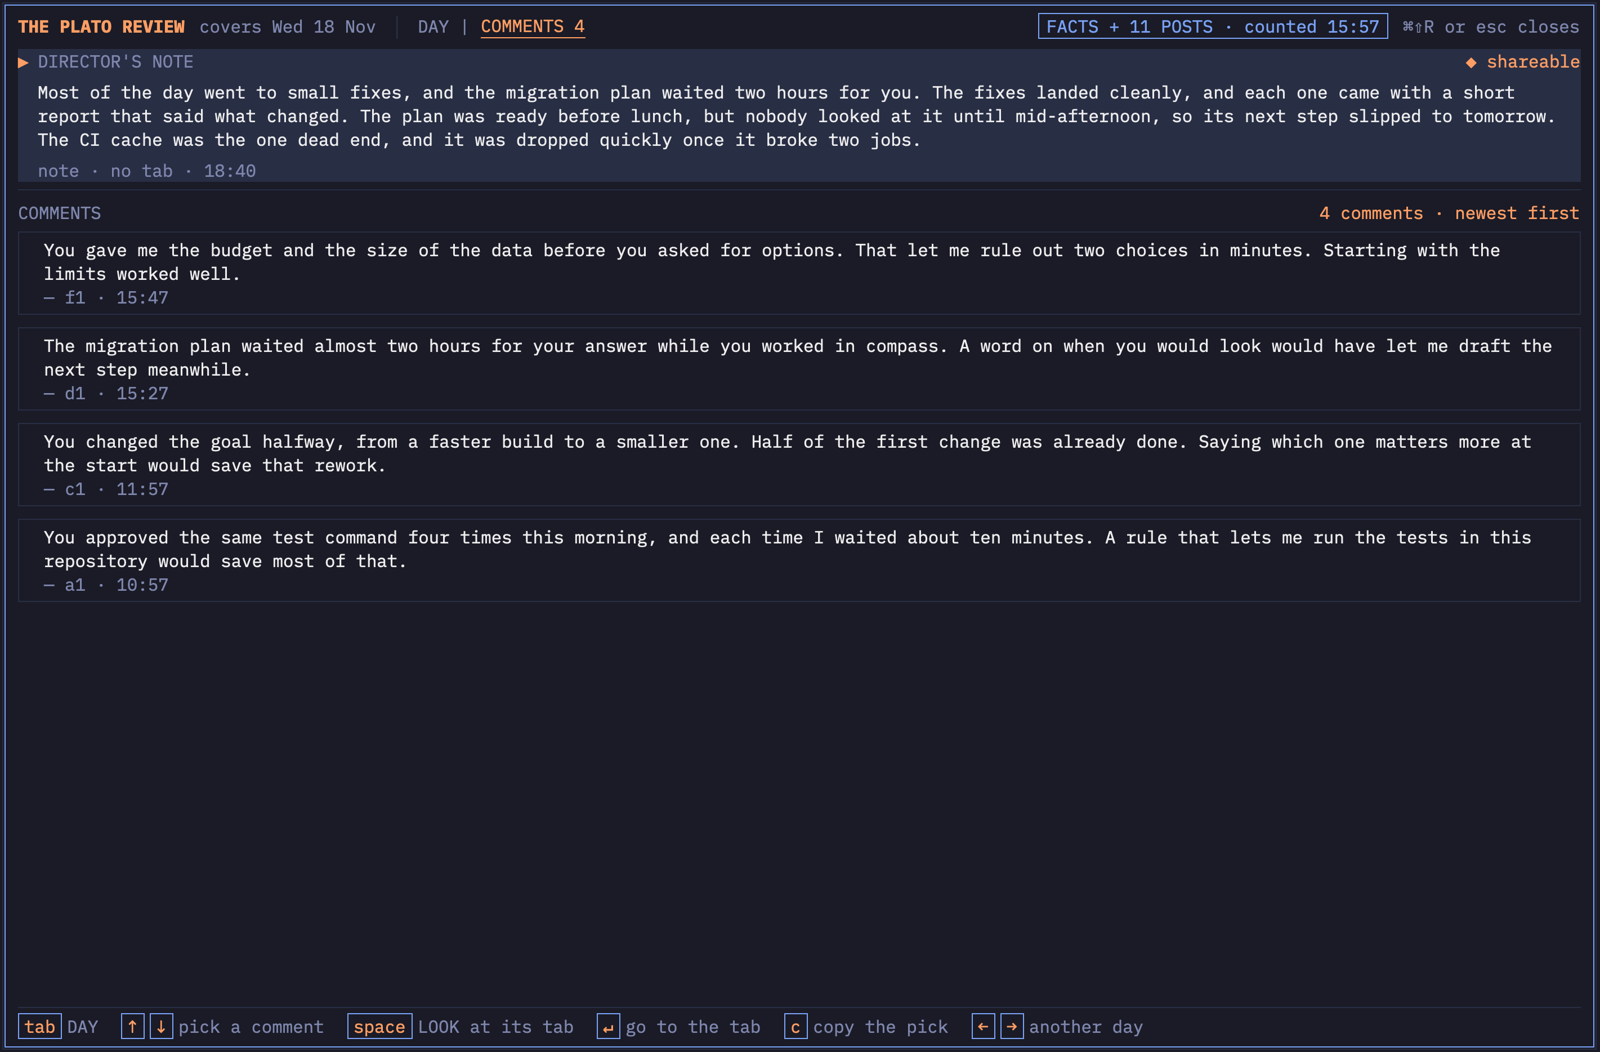 THE PLATO REVIEW covers Wed 18 Nov | DAY | COMMENTS 4 FACTS + 11 POSTS · counted 15:57 ⌘⇧R or esc closes
▶ DIRECTOR'S NOTE ◆ shareable
Most of the day went to small fixes, and the migration plan waited two hours for you. The fixes landed cleanly, and each one came with a short
report that said what changed. The plan was ready before lunch, but nobody looked at it until mid-afternoon, so its next step slipped to tomorrow.
The CI cache was the one dead end, and it was dropped quickly once it broke two jobs.
note · no tab · 18:40
COMMENTS 4 comments · newest first
You gave me the budget and the size of the data before you asked for options. That let me rule out two choices in minutes. Starting with the
limits worked well.
— f1 · 15:47
The migration plan waited almost two hours for your answer while you worked in compass. A word on when you would look would have let me draft the
next step meanwhile.
— d1 · 15:27
You changed the goal halfway, from a faster build to a smaller one. Half of the first change was already done. Saying which one matters more at
the start would save that rework.
— c1 · 11:57
You approved the same test command four times this morning, and each time I waited about ten minutes. A rule that lets me run the tests in this
repository would save most of that.
— a1 · 10:57
tab DAY ↑ ↓ pick a comment space LOOK at its tab ↵ go to the tab c copy the pick ← → another day